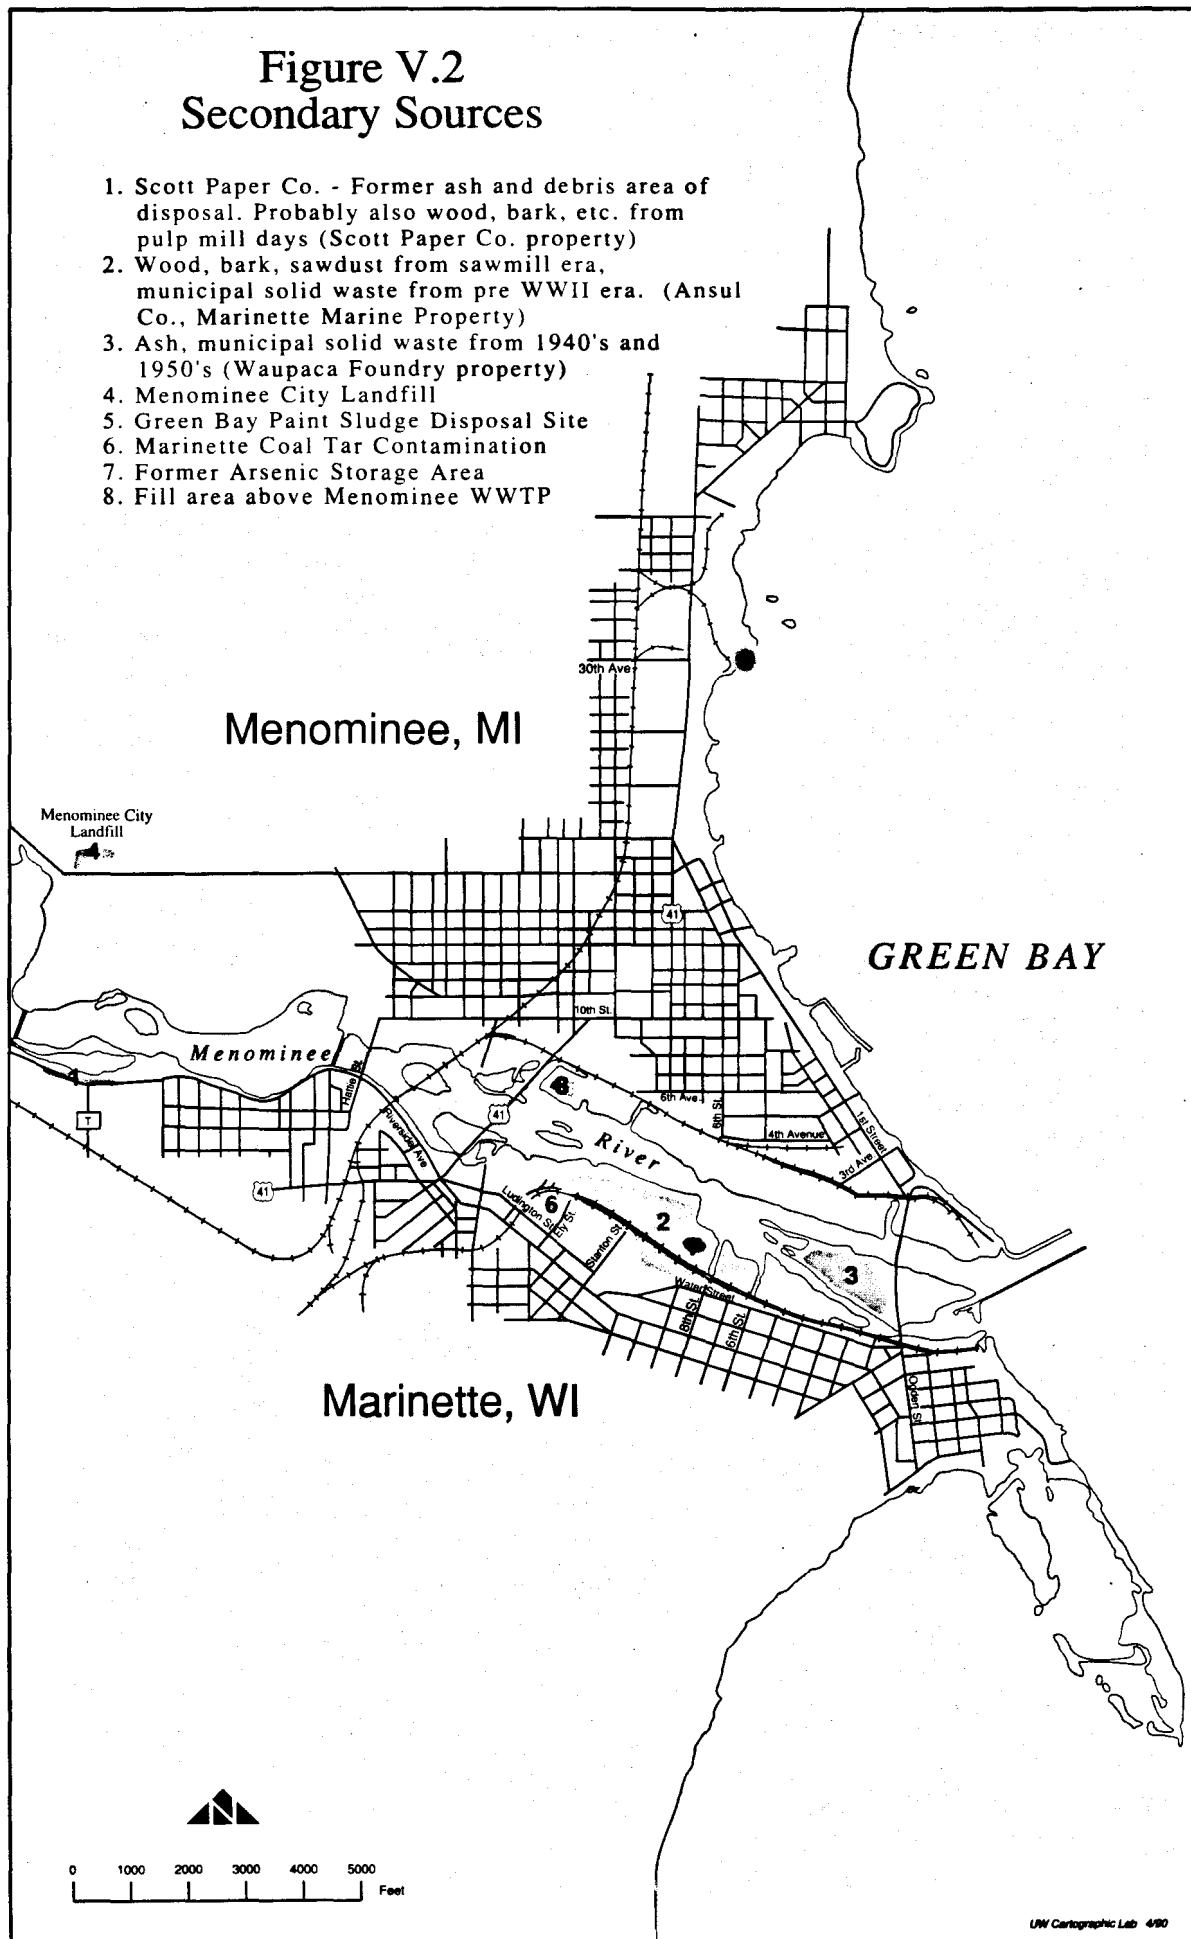 Figure V.2
Secondary Sources
1. Scott Paper Co. - Former ash and debris area of
disposal. Probably also wood, bark, etc. from
pulp mill days (Scott Paper Co. property)
2. Wood, bark, sawdust from sawmill era,
municipal solid waste from pre WWII era. (Ansul
Co., Marinette Marine Property)
3. Ash, municipal solid waste from 1940's and
1950's (Waupaca Foundry property)
4. Menominee City Landfill
5. Green Bay Paint Sludge Disposal Site
6. Marinette Coal Tar Contamination
7. Former Arsenic Storage Area
8. Fill area above Menominee WWTP
30th Ave
Menominee, MI
Menominee City
Landfill
4
41
GREEN BAY
10th St.
Menominee
Hattie St.
T
41
6th Ave
6th St.
4th Avenue
1st Street
3rd Ave
River
Riverside Ave
41
Ludington St.
6
Ely St.
Stanton St.
2
3
Water Street
8th St.
6th St.
Ogden St.
Marinette, WI
N
0 1000 2000 3000 4000 5000
Feet
UW Cartographic Lab 4/90